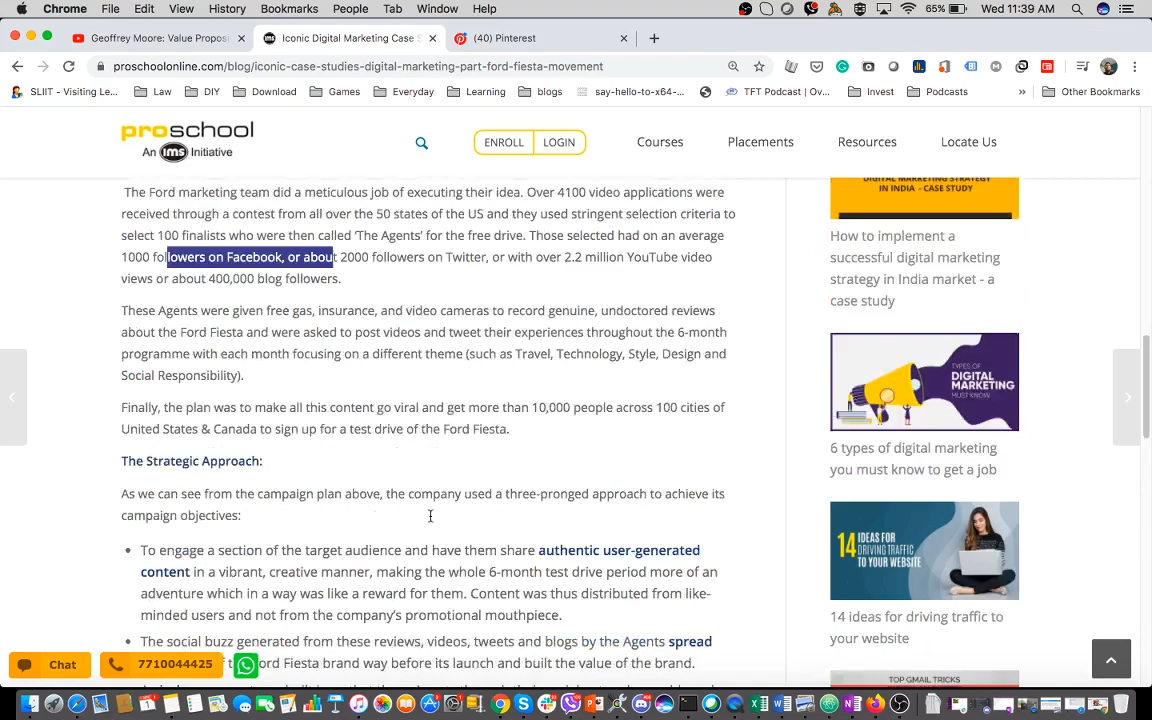 Chrome File Edit View History Bookmarks People Tab Window Help 65% Wed 11:39 AM
Geoffrey Moore: Value Propos
Iconic Digital Marketing Case S
(40) Pinterest
proschoolonline.com/blog/iconic-case-studies-digital-marketing-part-ford-fiesta-movement
SLIIT - Visiting Le... Law DIY Download Games Everyday Learning blogs say-hello-to-x64-... TFT Podcast | Ov... Invest Podcasts » Other Bookmarks
proschool
An ims Initiative
ENROLL LOGIN Courses Placements Resources Locate Us
The Ford marketing team did a meticulous job of executing their idea. Over 4100 video applications were
received through a contest from all over the 50 states of the US and they used stringent selection criteria to
select 100 finalists who were then called ‘The Agents’ for the free drive. Those selected had on an average
1000 followers on Facebook, or about 2000 followers on Twitter, or with over 2.2 million YouTube video
views or about 400,000 blog followers.
These Agents were given free gas, insurance, and video cameras to record genuine, undoctored reviews
about the Ford Fiesta and were asked to post videos and tweet their experiences throughout the 6-month
programme with each month focusing on a different theme (such as Travel, Technology, Style, Design and
Social Responsibility).
Finally, the plan was to make all this content go viral and get more than 10,000 people across 100 cities of
United States & Canada to sign up for a test drive of the Ford Fiesta.
The Strategic Approach:
As we can see from the campaign plan above, the company used a three-pronged approach to achieve its
campaign objectives:
• To engage a section of the target audience and have them share authentic user-generated
content in a vibrant, creative manner, making the whole 6-month test drive period more of an
adventure which in a way was like a reward for them. Content was thus distributed from like-
minded users and not from the company’s promotional mouthpiece.
• The social buzz generated from these reviews, videos, tweets and blogs by the Agents spread
Ford Fiesta brand way before its launch and built the value of the brand.
Chat
7710044425
DIGITAL MARKETING STRATEGY
IN INDIA - CASE STUDY
How to implement a
successful digital marketing
strategy in India market - a
case study
TYPES OF
DIGITAL
MARKETING
MUST KNOW
6 types of digital marketing
you must know to get a job
14 IDEAS FOR
DRIVING TRAFFIC
TO YOUR WEBSITE
14 ideas for driving traffic to
your website
TOP GMAIL TRICKS